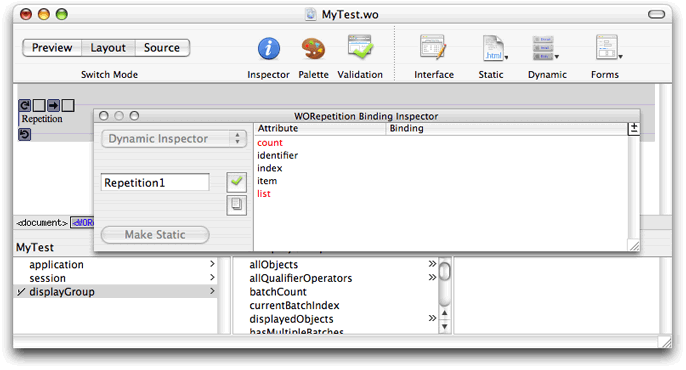 MyTest.wo
Preview Layout Source
Switch Mode
Inspector Palette Validation
Interface Static Dynamic Forms
.html
Repetition
WORepetition Binding Inspector
Dynamic Inspector
Repetition1
Make Static
Attribute Binding
count
identifier
index
item
list
<document>
MyTest
application >
session >
displayGroup >
allObjects »
allQualifierOperators »
batchCount
currentBatchIndex
displayedObjects »
hasMultipleBatches